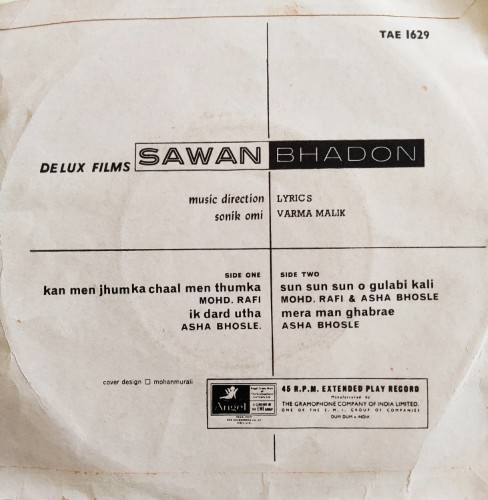 TAE 1629
DELUX FILMS SAWAN BHADON
music direction
sonik omi
LYRICS
VARMA MALIK
SIDE ONE
kan men jhumka chaal men thumka
MOHD. RAFI
ik dard utha
ASHA BHOSLE.
SIDE TWO
sun sun sun o gulabi kali
MOHD. RAFI & ASHA BHOSLE
mera man ghabrae
ASHA BHOSLE
cover design □ mohanmurali
Angel
45 R.P.M. EXTENDED PLAY RECORD
Manufactured by
THE GRAMOPHONE COMPANY OF INDIA LIMITED.
ONE OF THE E.M.I. GROUP OF COMPANIES
DUM DUM • INDIA